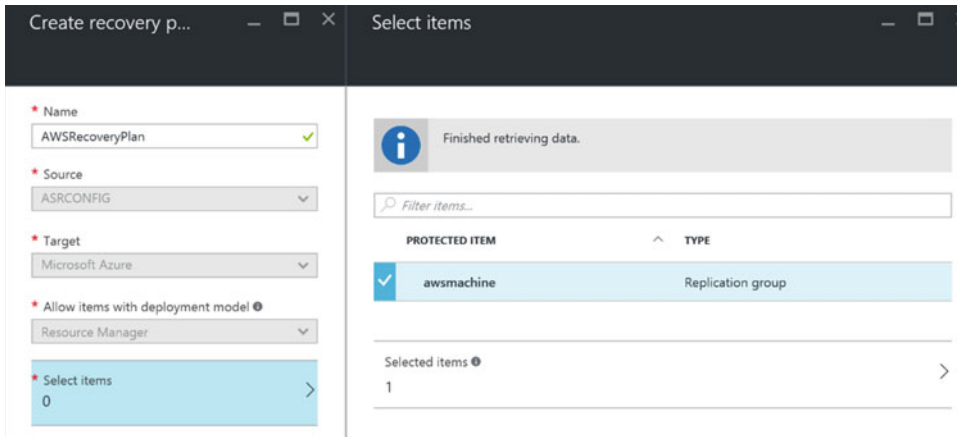 Create recovery p...
* Name
AWSRecoveryPlan
* Source
ASRCONFIG
* Target
Microsoft Azure
* Allow items with deployment model
Resource Manager
* Select items
0
Select items
Finished retrieving data.
Filter items...
PROTECTED ITEM TYPE
awsmachine Replication group
Selected items
1